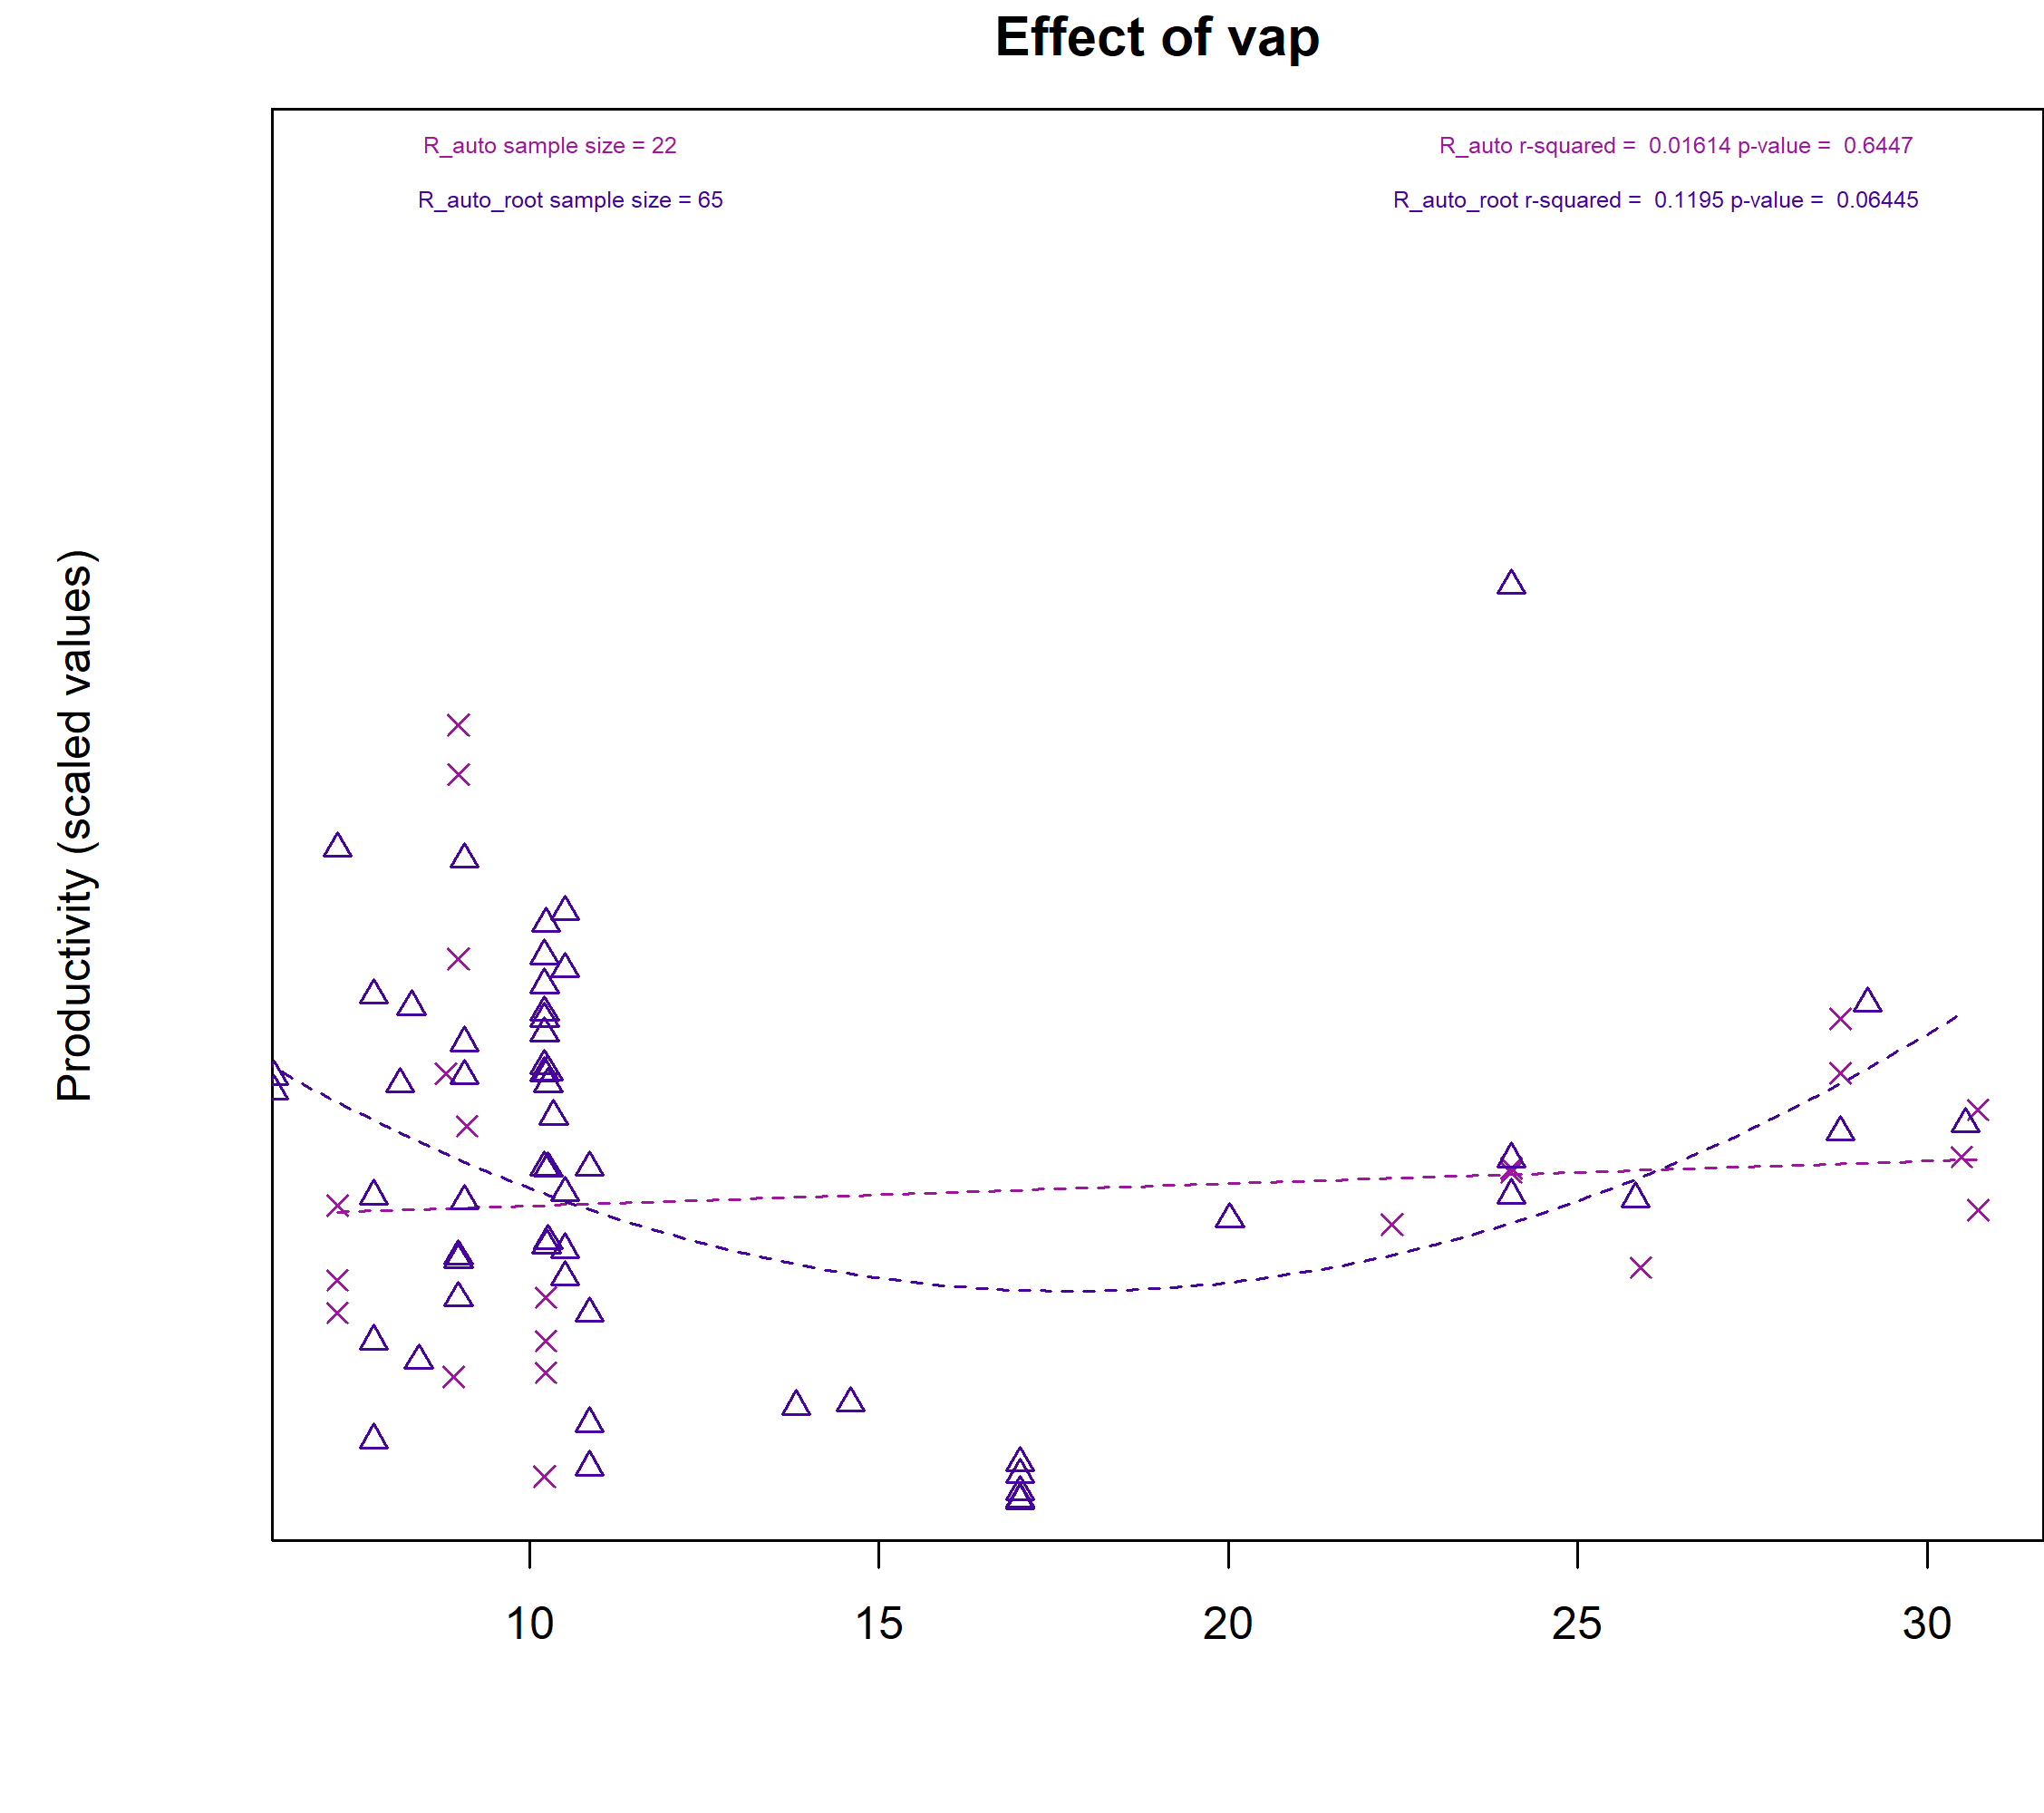 Effect of vap
R_auto sample size = 22
R_auto r-squared =  0.01614 p-value =  0.6447
R_auto_root sample size = 65
R_auto_root r-squared =  0.1195 p-value =  0.06445
Productivity (scaled values)
10 15 20 25 30